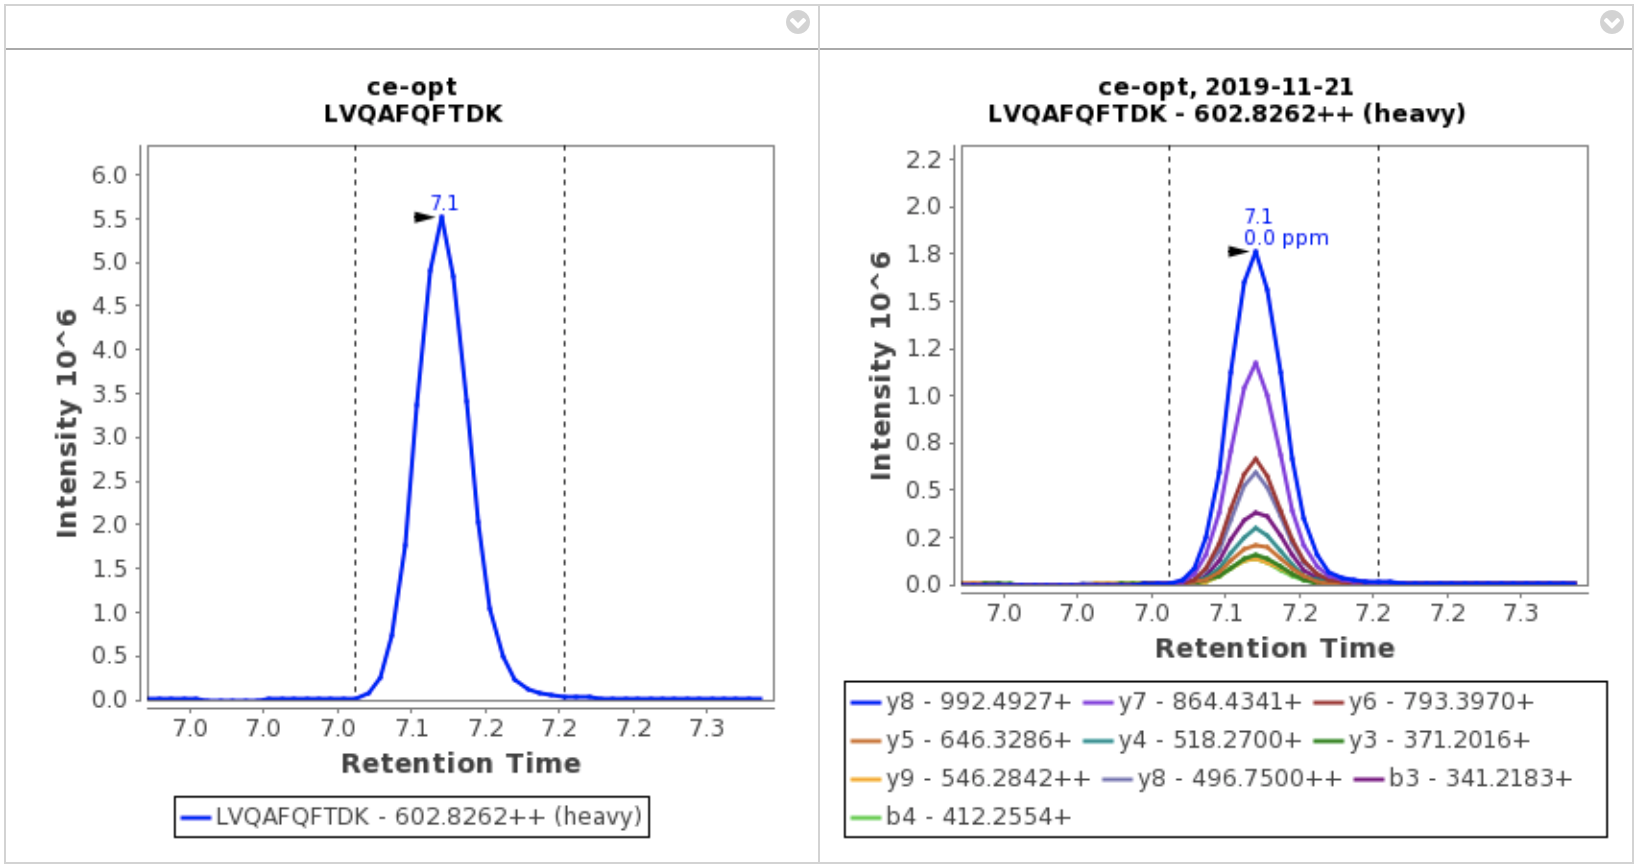 ce-opt
LVQAFQFTDK
6.0
5.5
5.0
4.5
4.0
3.5
3.0
2.5
2.0
1.5
1.0
0.5
0.0
Intensity 10^6
7.1
7.0 7.0 7.0 7.1 7.2 7.2 7.2 7.3
Retention Time
LVQAFQFTDK - 602.8262++ (heavy)
ce-opt, 2019-11-21
LVQAFQFTDK - 602.8262++ (heavy)
2.2
2.0
1.8
1.5
1.2
1.0
0.8
0.5
0.2
0.0
Intensity 10^6
7.1
0.0 ppm
7.0 7.0 7.0 7.1 7.2 7.2 7.2 7.3
Retention Time
y8 - 992.4927+ y7 - 864.4341+ y6 - 793.3970+
y5 - 646.3286+ y4 - 518.2700+ y3 - 371.2016+
y9 - 546.2842++ y8 - 496.7500++ b3 - 341.2183+
b4 - 412.2554+